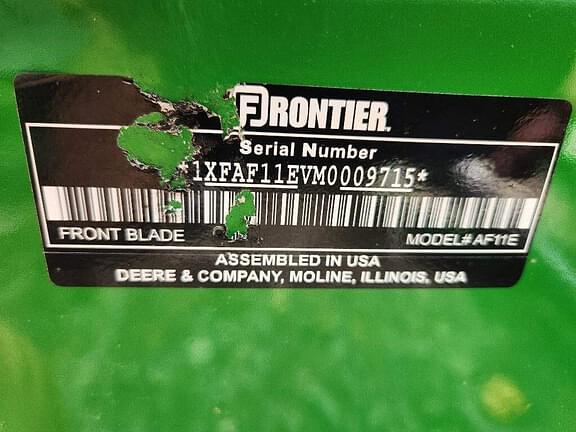 FRONTIER
Serial Number
*1XFAF11EVM0009715*
FRONT BLADE MODEL# AF11E
ASSEMBLED IN USA
DEERE & COMPANY, MOLINE, ILLINOIS, USA